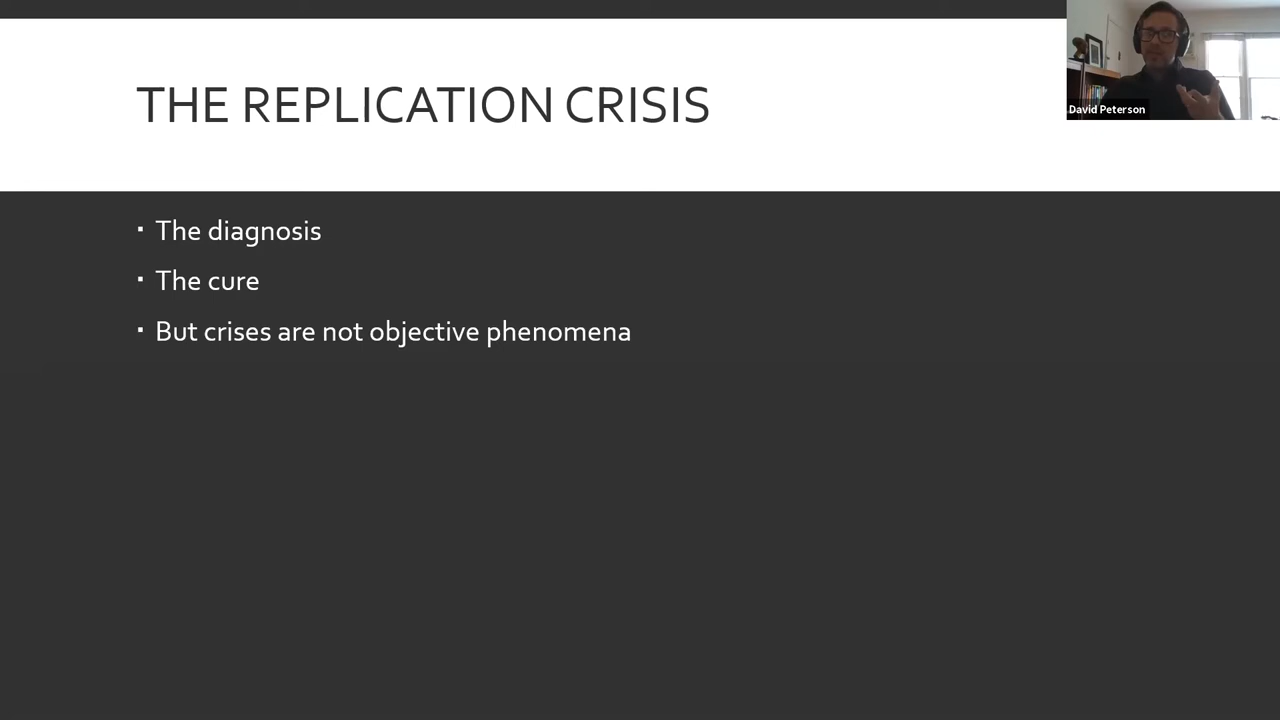 THE REPLICATION CRISIS
David Peterson
▪ The diagnosis
▪ The cure
▪ But crises are not objective phenomena